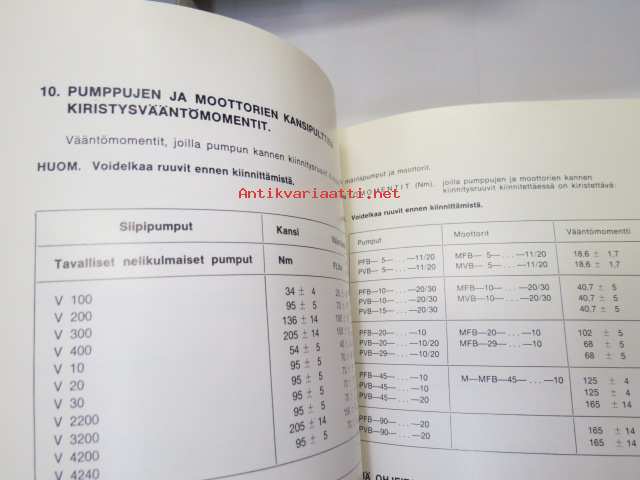 10. PUMPPUJEN JA MOOTTORIEN KANSIPULTTIEN
KIRISTYSVÄÄNTÖMOMENTIT.
Vääntömomentit, joilla pumpun kannen kiinnitysruuvit
HUOM. Voidelkaa ruuvit ennen kiinnittämistä.
Siipipumput Kansi
Tavalliset nelikulmaiset pumput Nm
V 100 34 ± 4
V 200 95 ± 5
V 300 136 ± 14
V 400 205 ± 14
V 10 54 ± 5
V 20 95 ± 5
V 30 95 ± 5
V 2200 95 ± 5
V 3200 95 ± 5
V 4200 205 ± 14
V 4240 95 ± 5
Antikvariaatti.net
pumput ja moottorit.
MOMENTIT (Nm), joilla pumppujen ja moottorien kannen
kiinnitysruuvit kiinnitettäessä on kiristettävä:
Voidelkaa ruuvit ennen kiinnittämistä.
Pumput Moottorit Vääntömomentti
PFB— 5—...—11/20 MFB— 5—...—11/20 18,6 ± 1,7
PVB— 5—...—11/20 MVB— 5—...—11/20 18,6 ± 1,7
PFB—10—...—20/30 MFB—10—...—20/30 40,7 ± 5
PVB—10—...—20/30 MVB—10—...—20/30 40,7 ± 5
PVB—15—...—20/30 40,7 ± 5
PFB—20—...—10 MFB—20—...—10 102 ± 5
PVB—20—...—10/20 MFB—29—...—10 68 ± 5
PVB—29—...—10/20 68 ± 5
PFB—45—...—10 M—MFB—45—...—10 125 ± 4
PVB—45—...—10 125 ± 4
165 ± 14
PFB—90—...—20 165 ± 14
PVB—90—...—20 165 ± 14